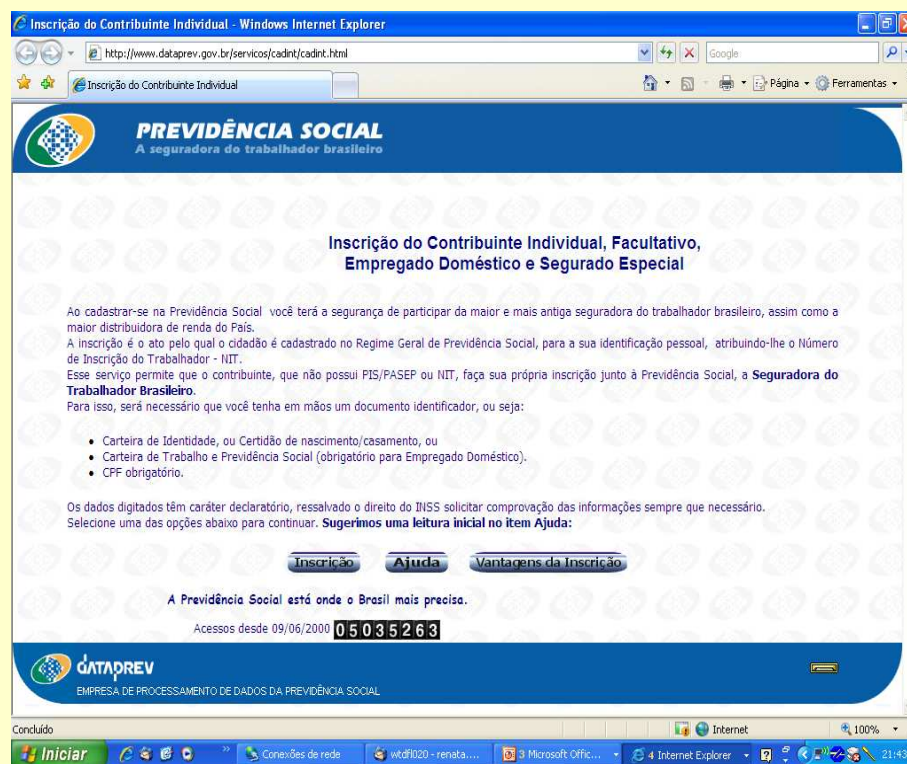 Inscrição do Contribuinte Individual - Windows Internet Explorer
http://www.dataprev.gov.br/servicos/cadint/cadint.html
Google
Inscrição do Contribuinte Individual
Página
Ferramentas
PREVIDÊNCIA SOCIAL
A seguradora do trabalhador brasileiro
Inscrição do Contribuinte Individual, Facultativo,
Empregado Doméstico e Segurado Especial
Ao cadastrar-se na Previdência Social você terá a segurança de participar da maior e mais antiga seguradora do trabalhador brasileiro, assim como a
maior distribuidora de renda do País.
A inscrição é o ato pelo qual o cidadão é cadastrado no Regime Geral de Previdência Social, para a sua identificação pessoal, atribuindo-lhe o Número
de Inscrição do Trabalhador - NIT.
Esse serviço permite que o contribuinte, que não possui PIS/PASEP ou NIT, faça sua própria inscrição junto à Previdência Social, a Seguradora do
Trabalhador Brasileiro.
Para isso, será necessário que você tenha em mãos um documento identificador, ou seja:
• Carteira de Identidade, ou Certidão de nascimento/casamento, ou
• Carteira de Trabalho e Previdência Social (obrigatório para Empregado Doméstico).
• CPF obrigatório.
Os dados digitados têm caráter declaratório, ressalvado o direito do INSS solicitar comprovação das informações sempre que necessário.
Selecione uma das opções abaixo para continuar. Sugerimos uma leitura inicial no item Ajuda:
Inscrição Ajuda Vantagens da Inscrição
A Previdência Social está onde o Brasil mais precisa.
Acessos desde 09/06/2000 05035263
DATAPREV
EMPRESA DE PROCESSAMENTO DE DADOS DA PREVIDÊNCIA SOCIAL
Concluído Internet 100%
Iniciar Conexões de rede wtdfl020 - renata.... 3 Microsoft Offic... 4 Internet Explorer 21:43